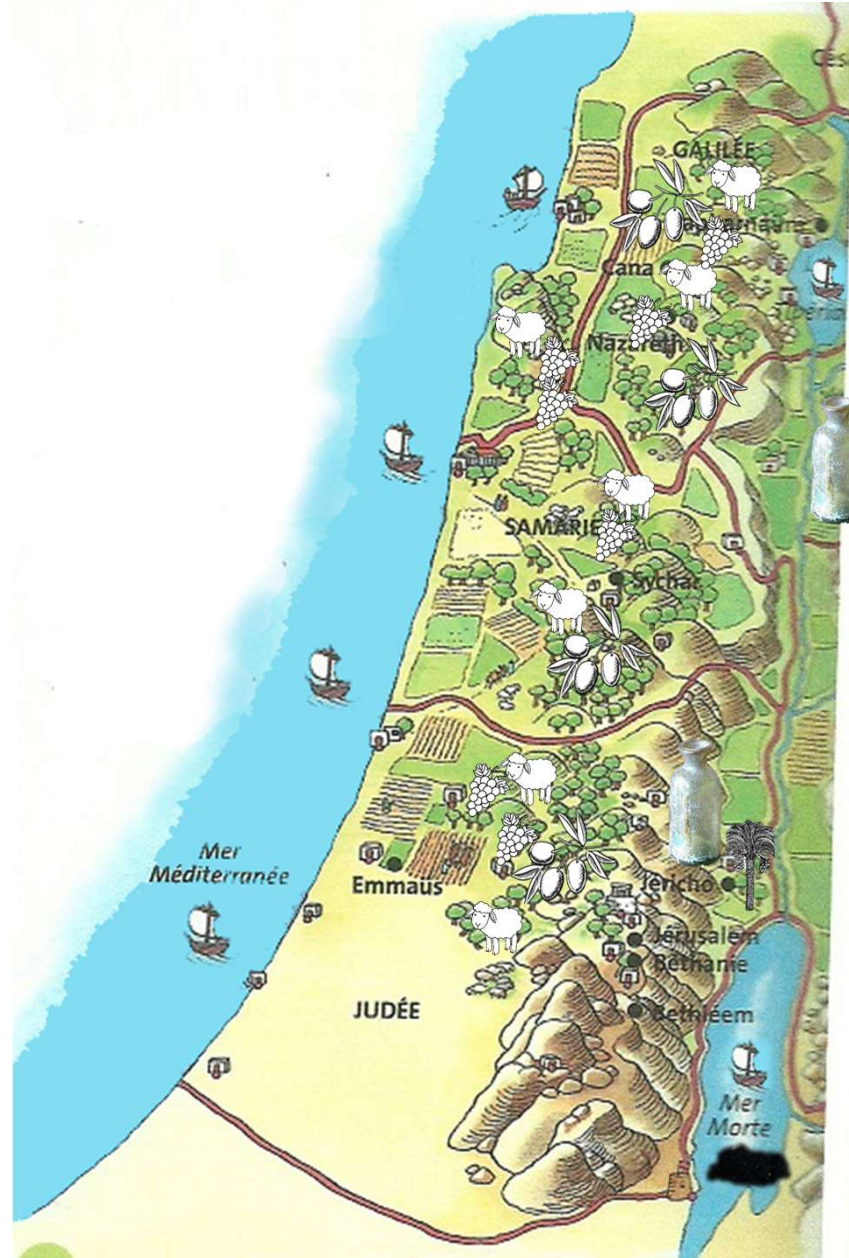 GALILÉE
Cana
Nazareth
SAMARIE
Sychar
Mer
Méditerranée
Emmaüs
Jéricho
Jérusalem
Béthanie
JUDÉE
Bethléem
Mer
Morte